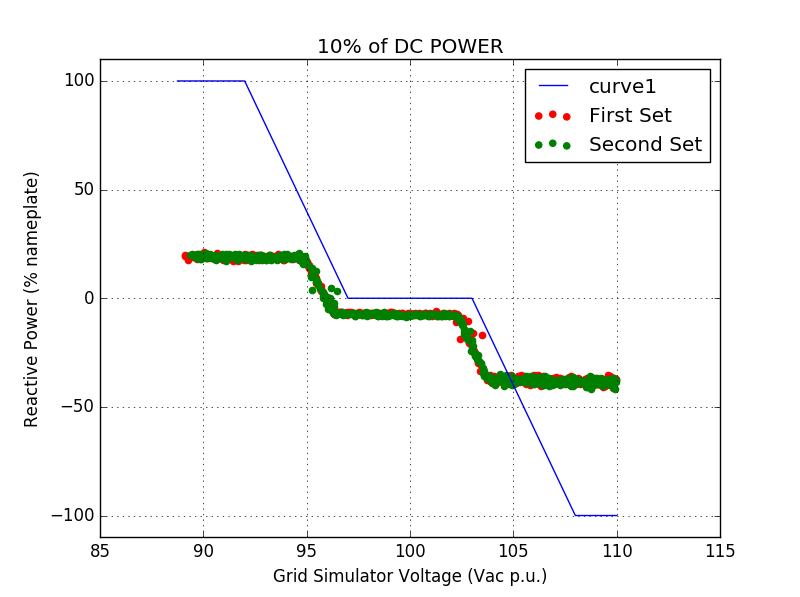 10% of DC POWER
curve1
First Set
Second Set
Reactive Power (% nameplate)
100
50
0
−50
−100
85 90 95 100 105 110 115
Grid Simulator Voltage (Vac p.u.)